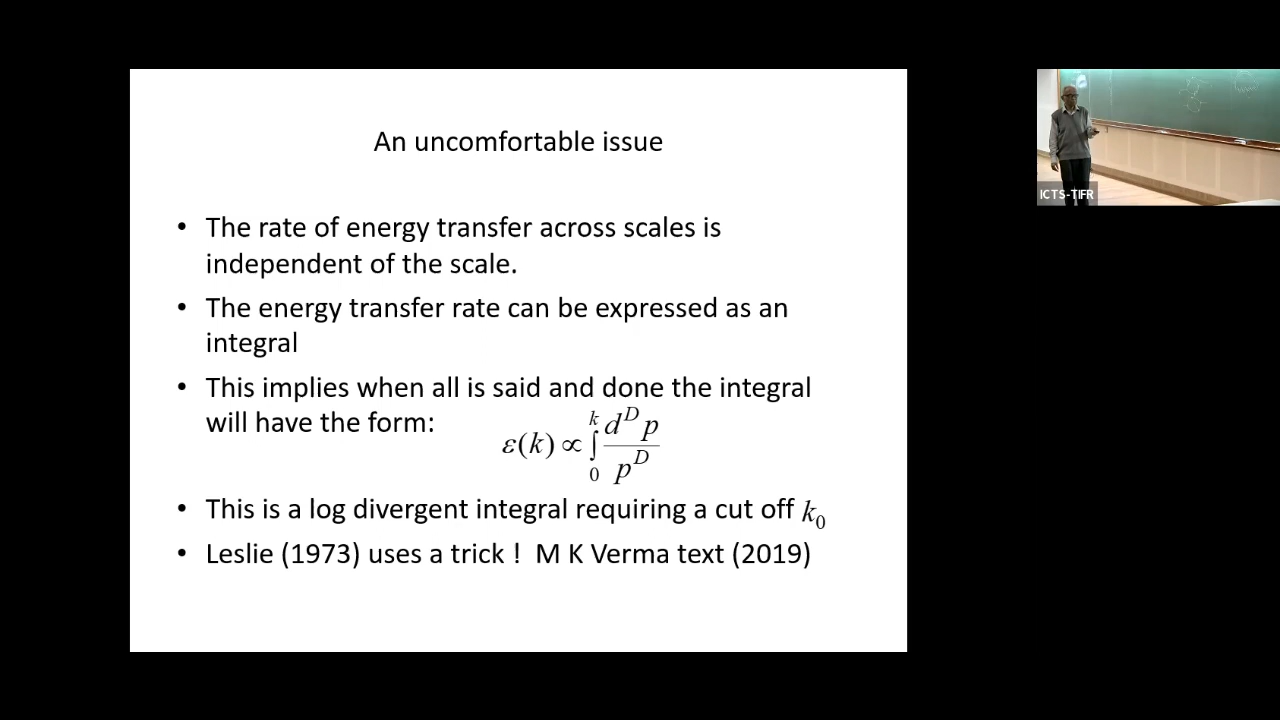 An uncomfortable issue
• The rate of energy transfer across scales is
independent of the scale.
• The energy transfer rate can be expressed as an
integral
• This implies when all is said and done the integral
will have the form: ε(k) ∝ ∫₀ᵏ dᴰp / pᴰ
• This is a log divergent integral requiring a cut off k₀
• Leslie (1973) uses a trick ! M K Verma text (2019)
ICTS-TIFR